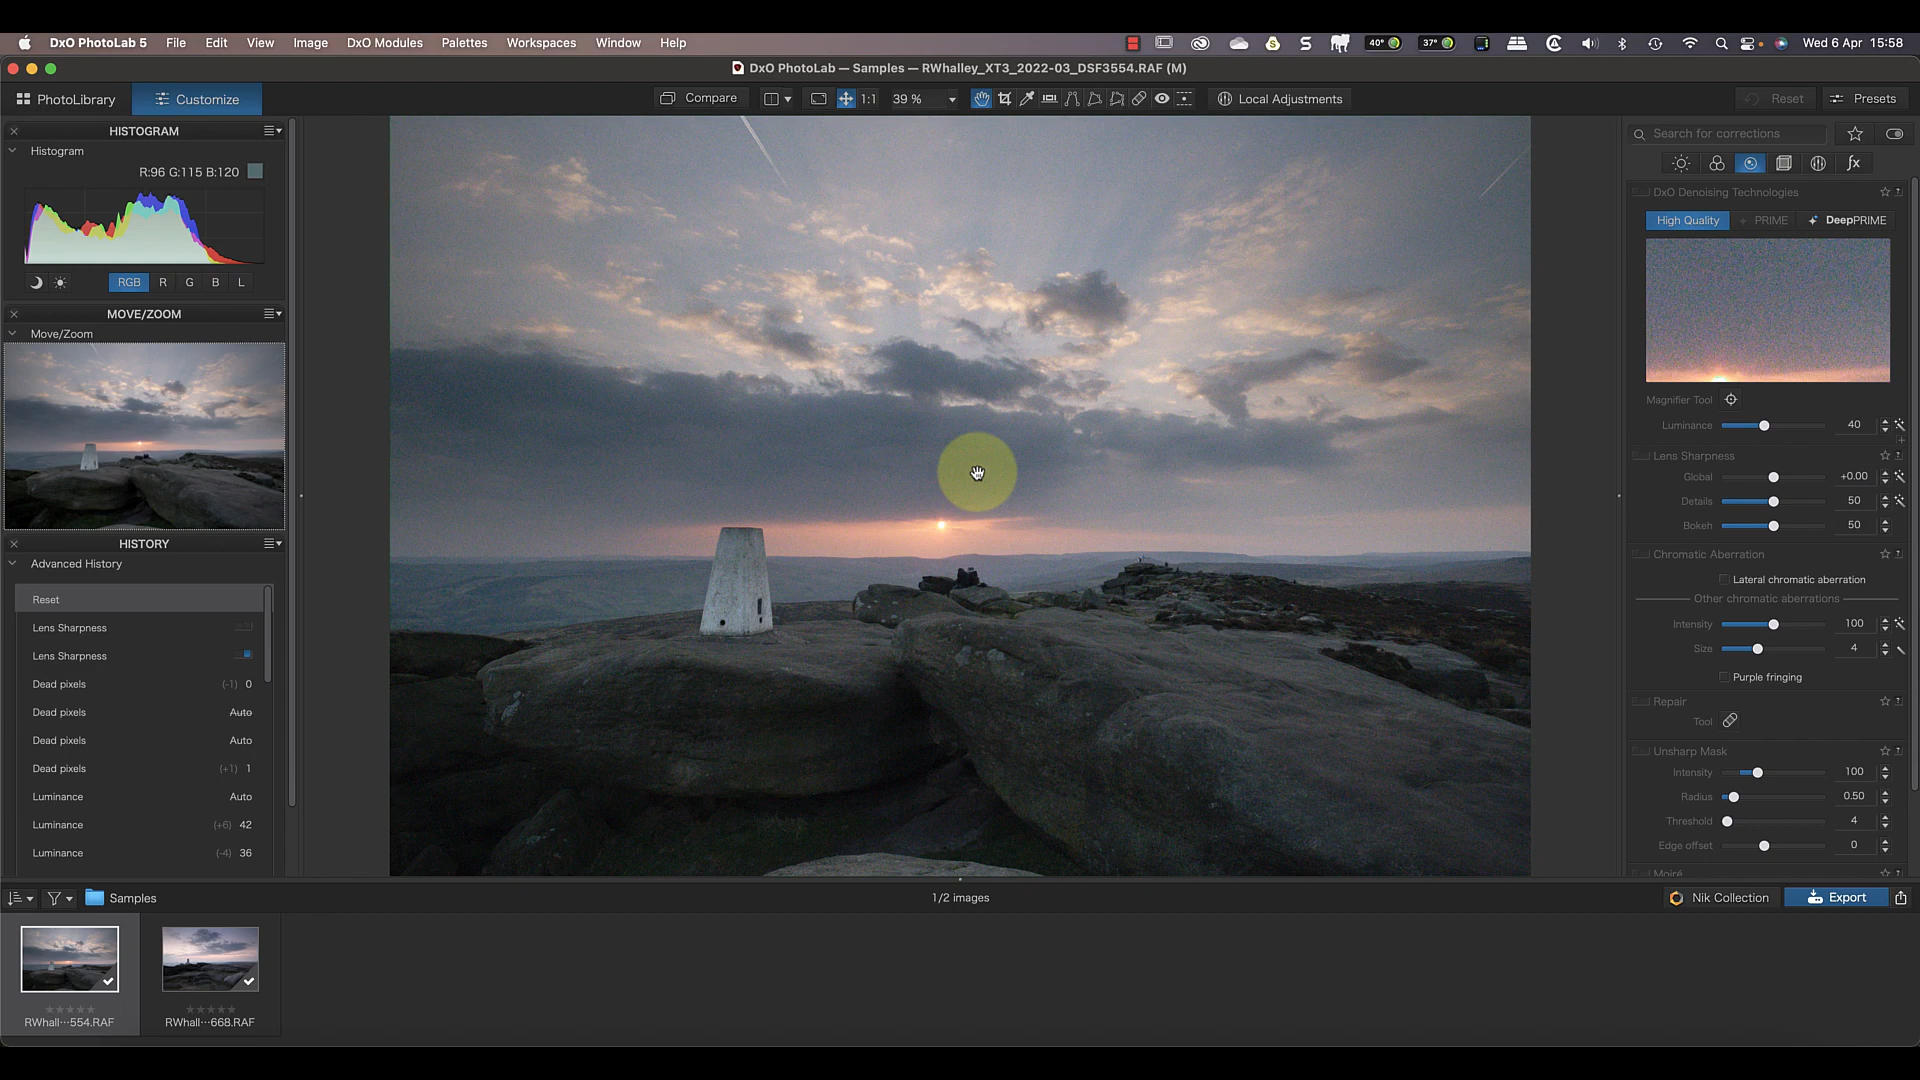 DxO PhotoLab 5 File Edit View Image DxO Modules Palettes Workspaces Window Help 40° 37° Wed 6 Apr 15:58
DxO PhotoLab — Samples — RWhalley_XT3_2022-03_DSF3554.RAF (M)
PhotoLibrary Customize Compare 1:1 39 % Local Adjustments Reset Presets
HISTOGRAM
Histogram
R:96 G:115 B:120
RGB R G B L
MOVE/ZOOM
Move/Zoom
HISTORY
Advanced History
Reset
Lens Sharpness
Lens Sharpness
Dead pixels (-1) 0
Dead pixels Auto
Dead pixels Auto
Dead pixels (+1) 1
Luminance Auto
Luminance (+6) 42
Luminance (-4) 36
Search for corrections
fx
DxO Denoising Technologies ?
High Quality PRIME DeepPRIME
Magnifier Tool
Luminance 40
Lens Sharpness ?
Global +0.00
Details 50
Bokeh 50
Chromatic Aberration ?
Lateral chromatic aberration
Other chromatic aberrations
Intensity 100
Size 4
Purple fringing
Repair ?
Tool
Unsharp Mask ?
Intensity 100
Radius 0.50
Threshold 4
Edge offset 0
Moiré
Samples 1/2 images Nik Collection Export
RWhall···554.RAF RWhall···668.RAF